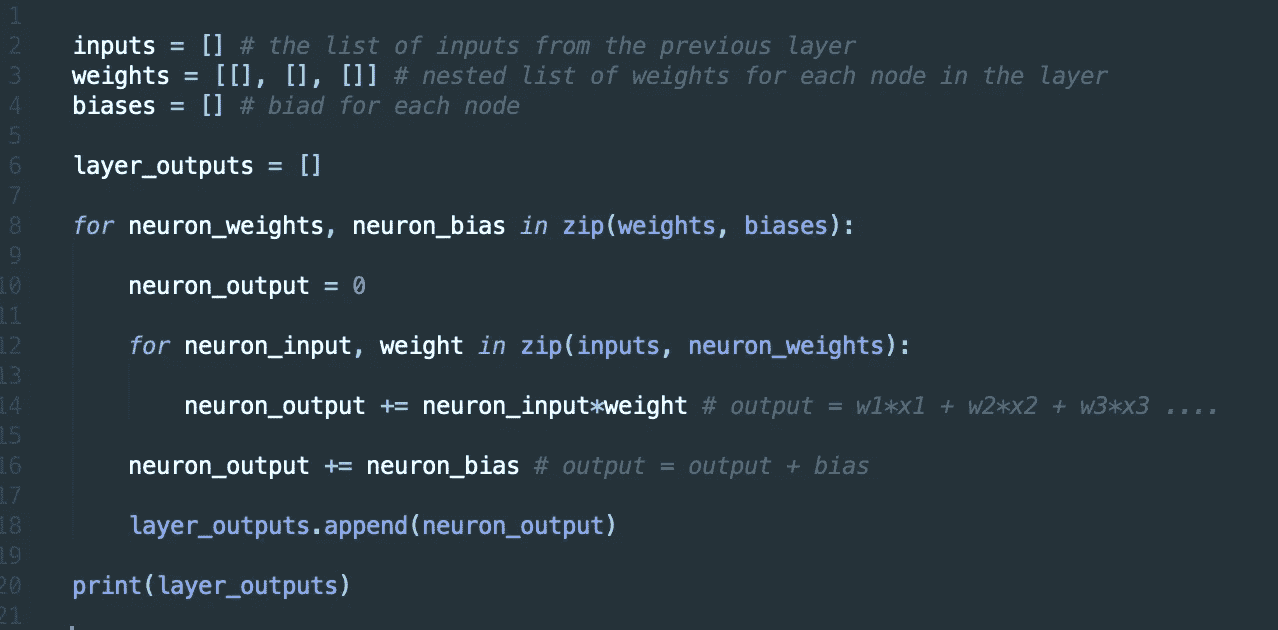 1
2 inputs = [] # the list of inputs from the previous layer
3 weights = [[], [], []] # nested list of weights for each node in the layer
4 biases = [] # biad for each node
5
6 layer_outputs = []
7
8 for neuron_weights, neuron_bias in zip(weights, biases):
9
10 neuron_output = 0
11
12 for neuron_input, weight in zip(inputs, neuron_weights):
13
14 neuron_output += neuron_input*weight # output = w1*x1 + w2*x2 + w3*x3 ....
15
16 neuron_output += neuron_bias # output = output + bias
17
18 layer_outputs.append(neuron_output)
19
20 print(layer_outputs)
21